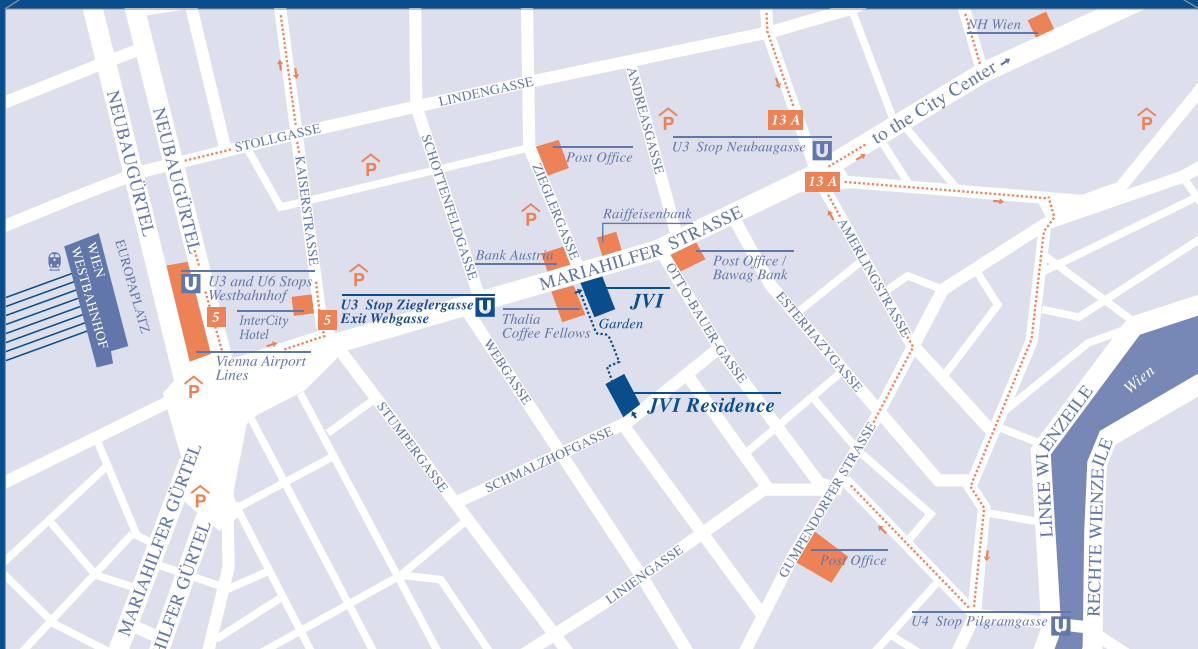 NH Wien
to the City Center
LINDENGASSE
ANDREASGASSE
P
13 A
P
NEUBAUGÜRTEL
NEUBAUGÜRTEL
STOLLGASSE
KAISERSTRASSE
P
SCHOTTENFELDGASSE
Post Office
ZIEGLERGASSE
U3 Stop Neubaugasse
U
13 A
P
Raiffeisenbank
Bank Austria
MARIAHILFER STRASSE
Post Office /
Bawag Bank
AMERLINGSTRASSE
WIEN
WESTBAHNHOF
EUROPAPLATZ
U
U3 and U6 Stops
Westbahnhof
P
InterCity
Hotel
5
5
U3 Stop Zieglergasse
Exit Webgasse
U
Thalia
Coffee Fellows
JVI
Garden
OTTO-BAUER-GASSE
ESTERHAZYGASSE
Vienna Airport
Lines
P
WEBGASSE
JVI Residence
Wien
STUMPERGASSE
SCHMALZHOFGASSE
LINKE WIENZEILE
RECHTE WIENZEILE
MARIAHILFER GÜRTEL
P
HILFER GÜRTEL
GUMPENDORFER STRASSE
Post Office
LINIENGASSE
U4 Stop Pilgramgasse
U